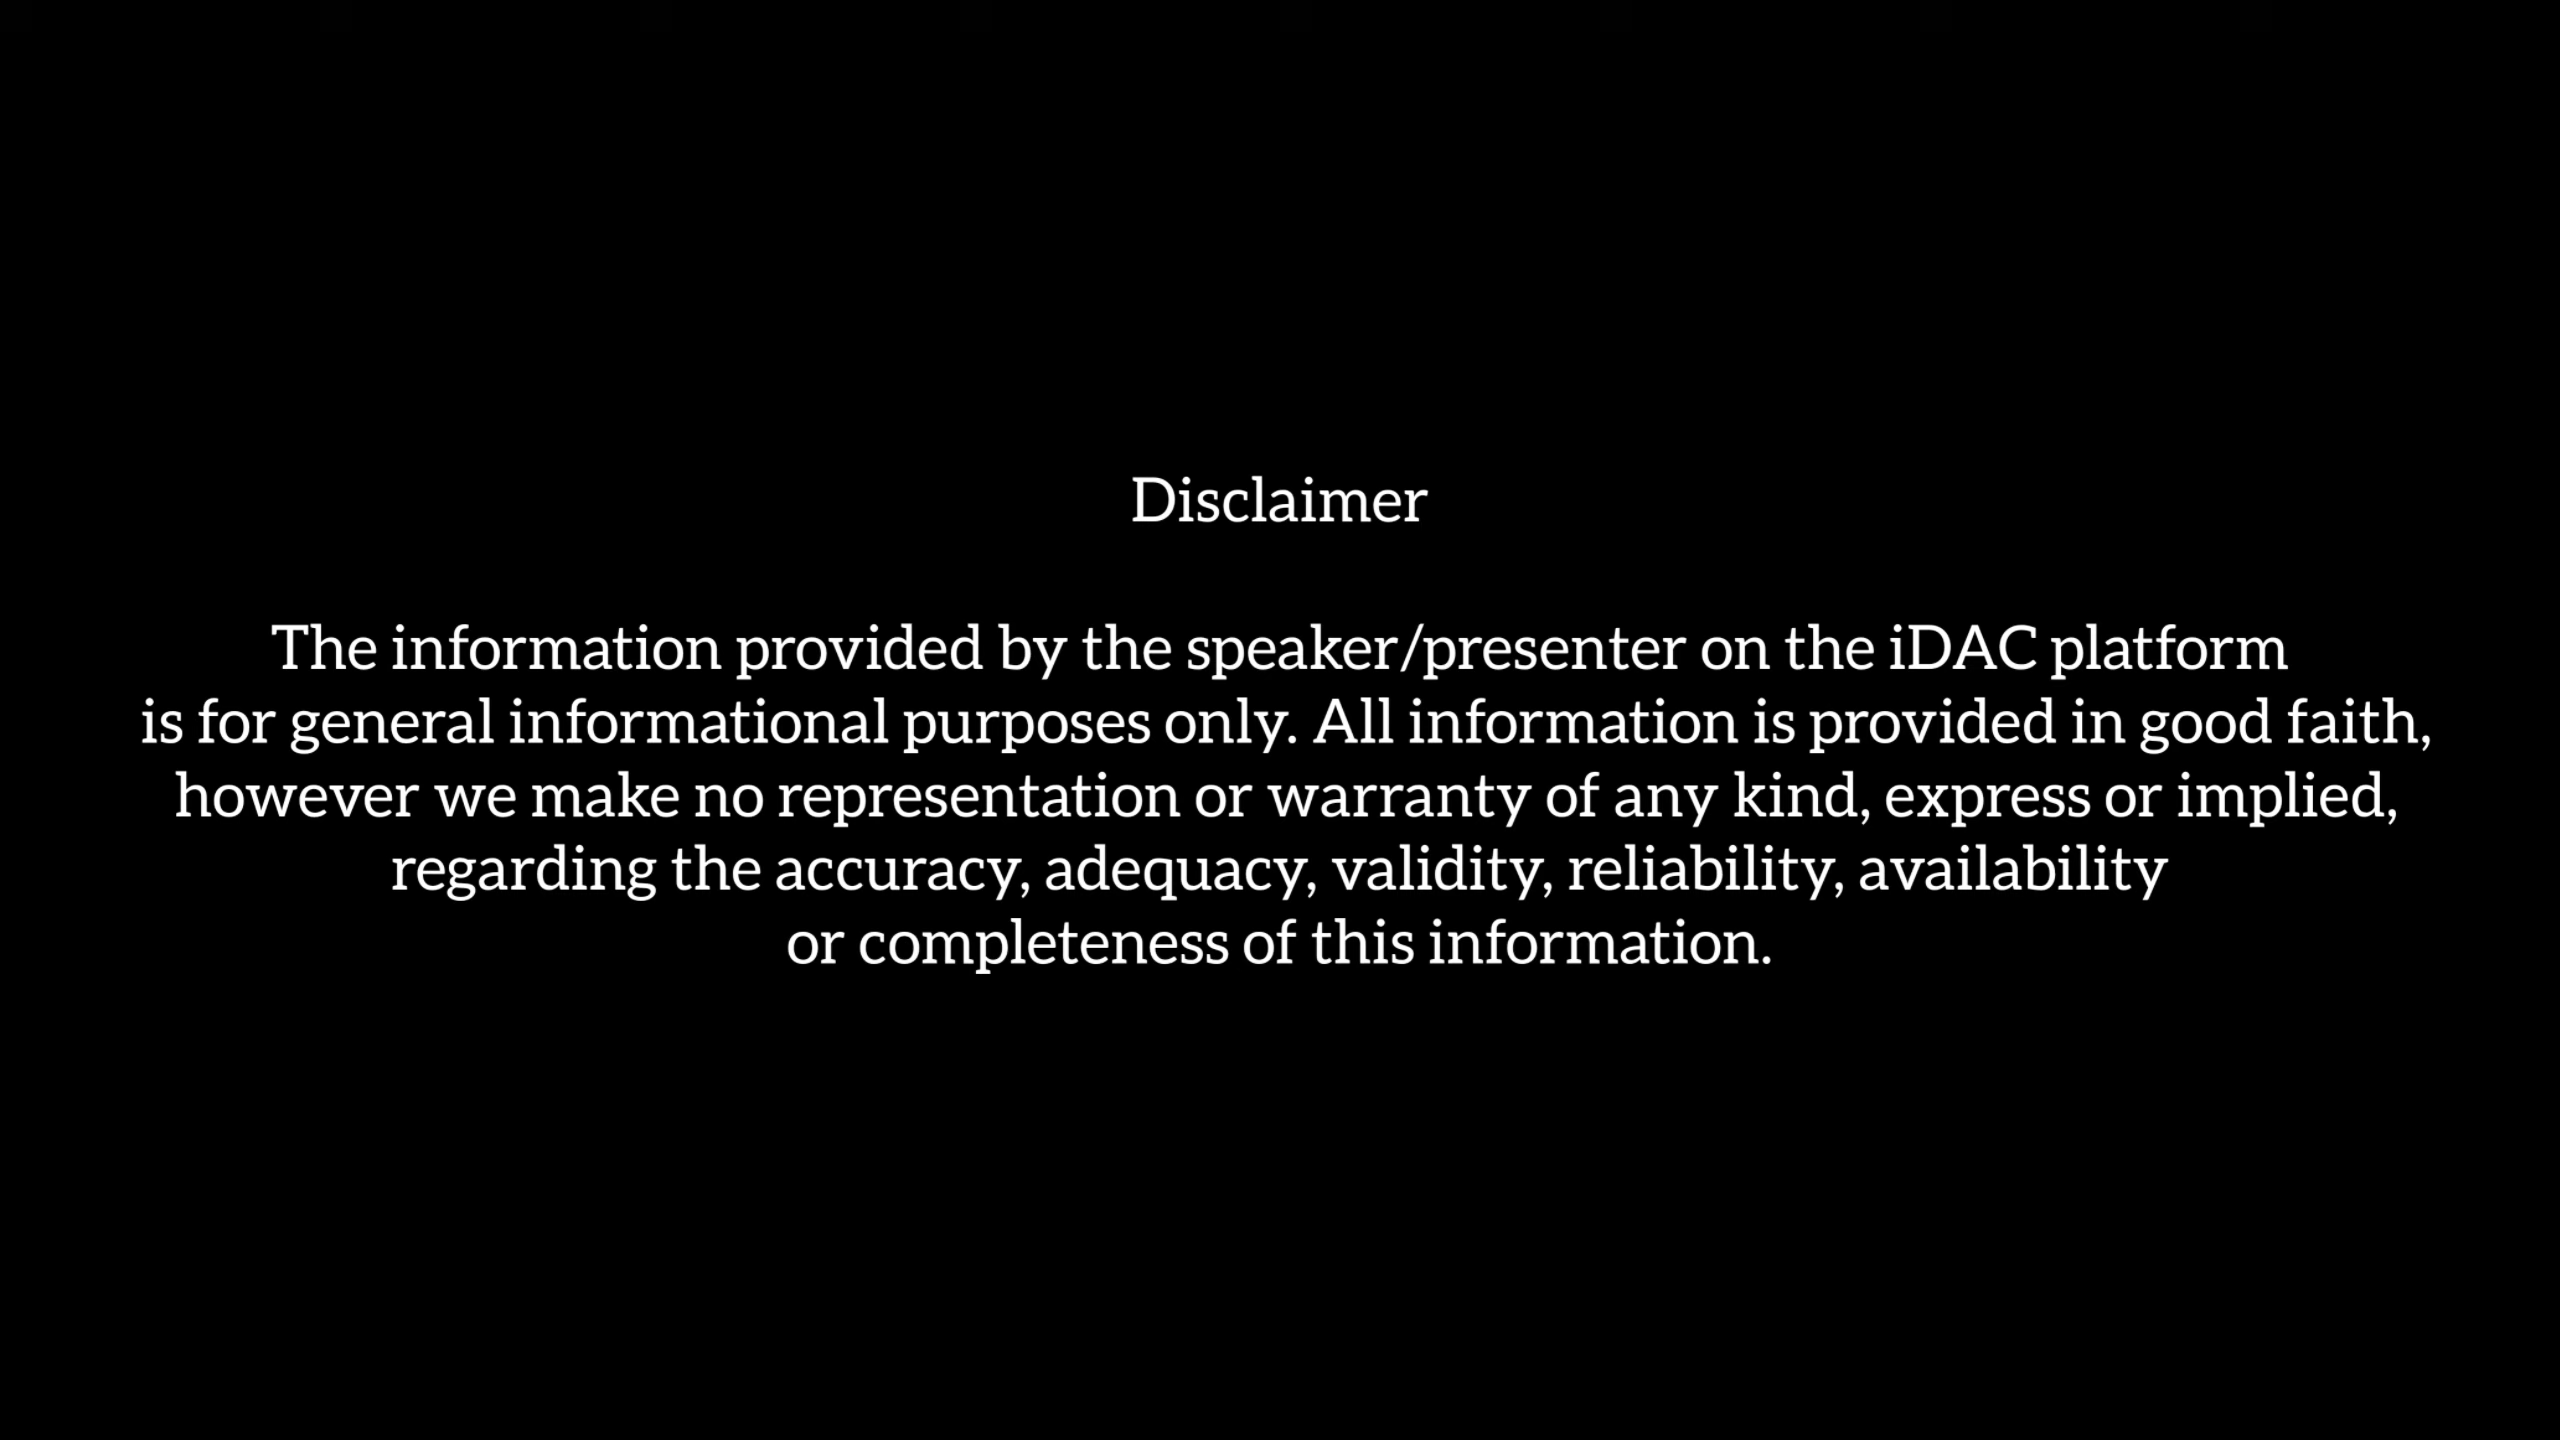 Disclaimer
The information provided by the speaker/presenter on the iDAC platform
is for general informational purposes only. All information is provided in good faith,
however we make no representation or warranty of any kind, express or implied,
regarding the accuracy, adequacy, validity, reliability, availability
or completeness of this information.